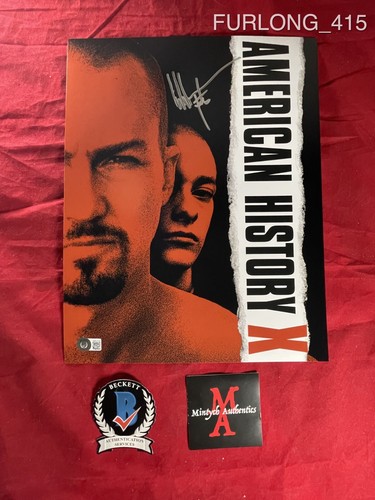 FURLONG_415
AMERICAN HISTORY X
BECKETT
B
AUTHENTICATION
SERVICES
MA
Mintych Authentics